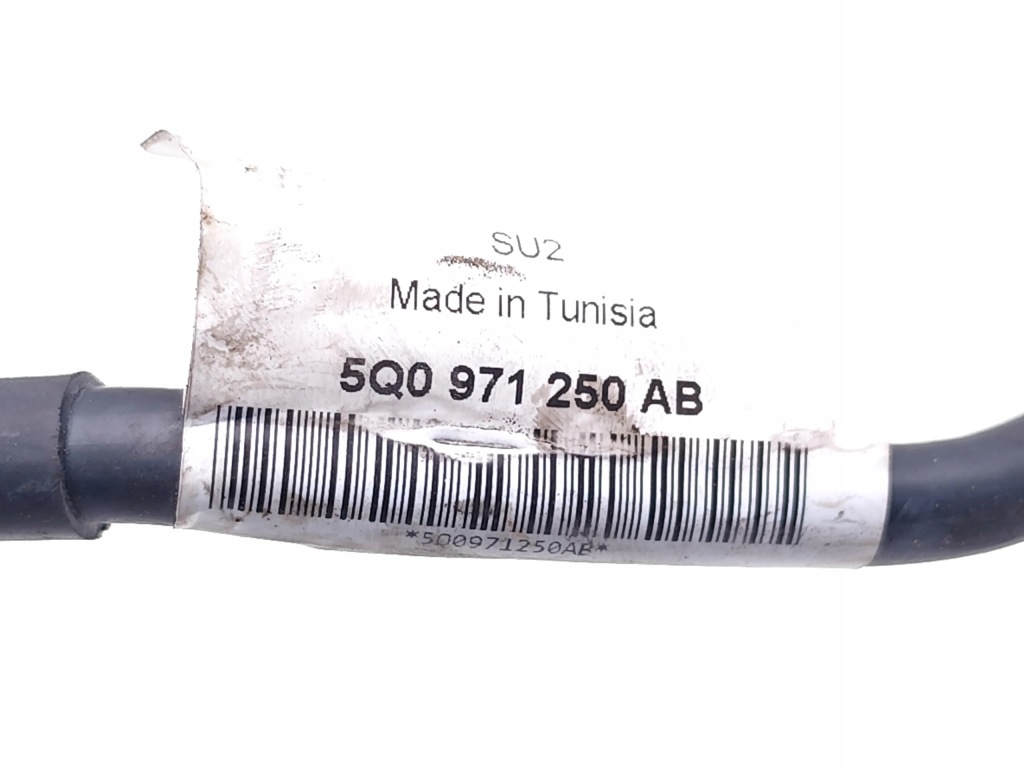 SU2
Made in Tunisia
5Q0 971 250 AB
*5Q0971250AB*